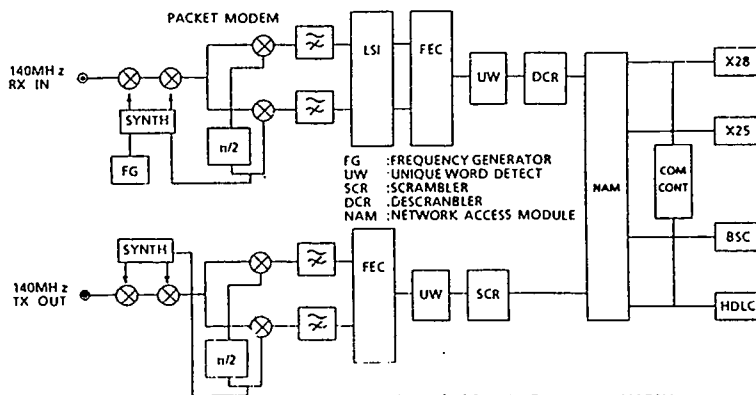 PACKET MODEM
140MHz
RX IN
SYNTH
FG
π/2
LSI
FEC
UW
DCR
NAM
X28
X25
COM
CONT
BSC
HDLC
FG :FREQUENCY GENERATOR
UW :UNIQUE WORD DETECT
SCR :SCRAMBLER
DCR :DESCRANBLER
NAM :NETWORK ACCESS MODULE
SYNTH
140MHz
TX OUT
π/2
FEC
UW
SCR